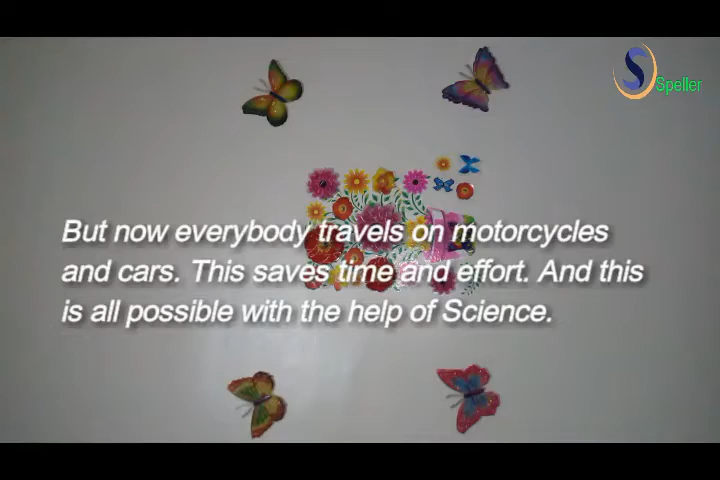 Speller
But now everybody travels on motorcycles
and cars. This saves time and effort. And this
is all possible with the help of Science.